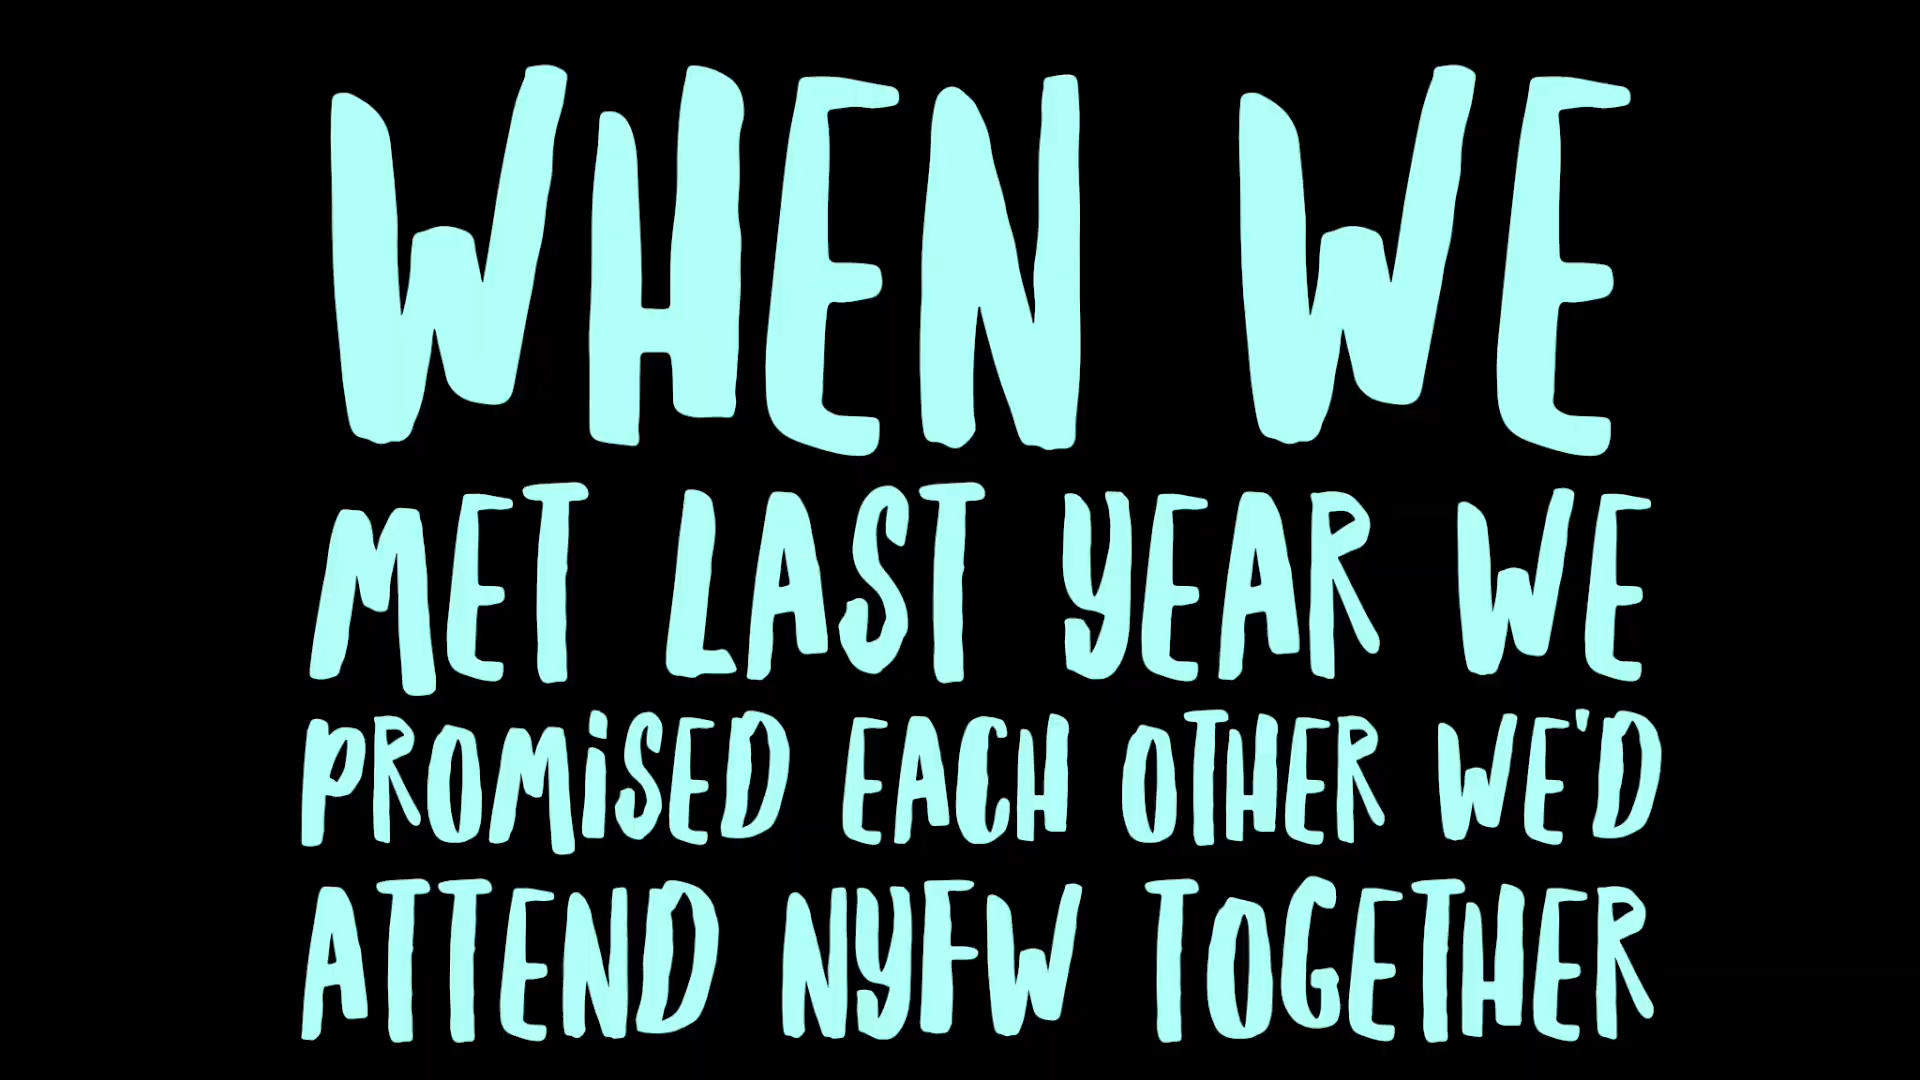 WHEN WE
MET LAST YEAR WE
PROMISED EACH OTHER WE'D
ATTEND NYFW TOGETHER